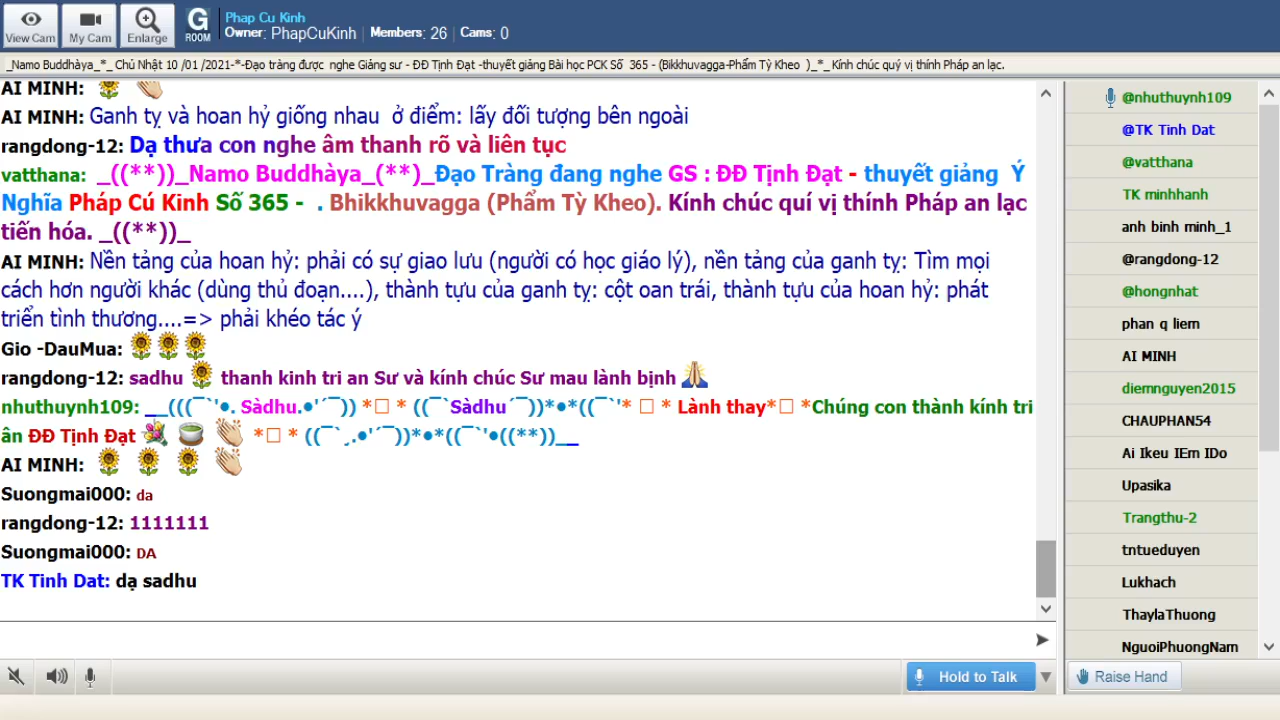 View Cam
My Cam
Enlarge
G
ROOM
Phap Cu Kinh
Owner: PhapCuKinh | Members: 26 | Cams: 0
_Namo Buddhàya_*_ Chủ Nhật 10 /01 /2021-*-Đạo tràng được nghe Giảng sư - ĐĐ Tịnh Đạt -thuyết giảng Bài học PCK Số 365 - (Bikkhuvagga-Phẩm Tỳ Kheo )_*_ Kính chúc quý vị thính Pháp an lạc.
AI MINH: 🌻 👏
AI MINH: Ganh tỵ và hoan hỷ giống nhau ở điểm: lấy đối tượng bên ngoài
rangdong-12: Dạ thưa con nghe âm thanh rõ và liên tục
vatthana: _((**))_Namo Buddhàya_(**)_Đạo Tràng đang nghe GS : ĐĐ Tịnh Đạt - thuyết giảng Ý
Nghĩa Pháp Cú Kinh Số 365 - . Bhikkhuvagga (Phẩm Tỳ Kheo). Kính chúc quí vị thính Pháp an lạc
tiến hóa. _((**))_
AI MINH: Nền tảng của hoan hỷ: phải có sự giao lưu (người có học giáo lý), nền tảng của ganh tỵ: Tìm mọi
cách hơn người khác (dùng thủ đoạn....), thành tựu của ganh tỵ: cột oan trái, thành tựu của hoan hỷ: phát
triển tình thương....=> phải khéo tác ý
Gio -DauMua: 🌻🌻🌻
rangdong-12: sadhu 🌻 thanh kinh tri an Sư và kính chúc Sư mau lành bịnh 🙏
nhuthuynh109: _ _(((¯`'•. Sàdhu.•'´¯)) *□ * ((¯`Sàdhu´¯))*•*((¯`'* □ * Lành thay*□ *Chúng con thành kính tri
ân ĐĐ Tịnh Đạt 💐 🍵 👏 *□ * ((¯`¸.•'´¯))*•*((¯`'•((**))_ _
AI MINH: 🌻 🌻 🌻 👏
Suongmai000: da
rangdong-12: 1111111
Suongmai000: DA
TK Tinh Dat: dạ sadhu
Hold to Talk
@nhuthuynh109
@TK Tinh Dat
@vatthana
TK minhhanh
anh binh minh_1
@rangdong-12
@hongnhat
phan q liem
AI MINH
diemnguyen2015
CHAUPHAN54
Ai Ikeu IEm IDo
Upasika
Trangthu-2
tntueduyen
Lukhach
ThaylaThuong
NguoiPhuongNam
Raise Hand